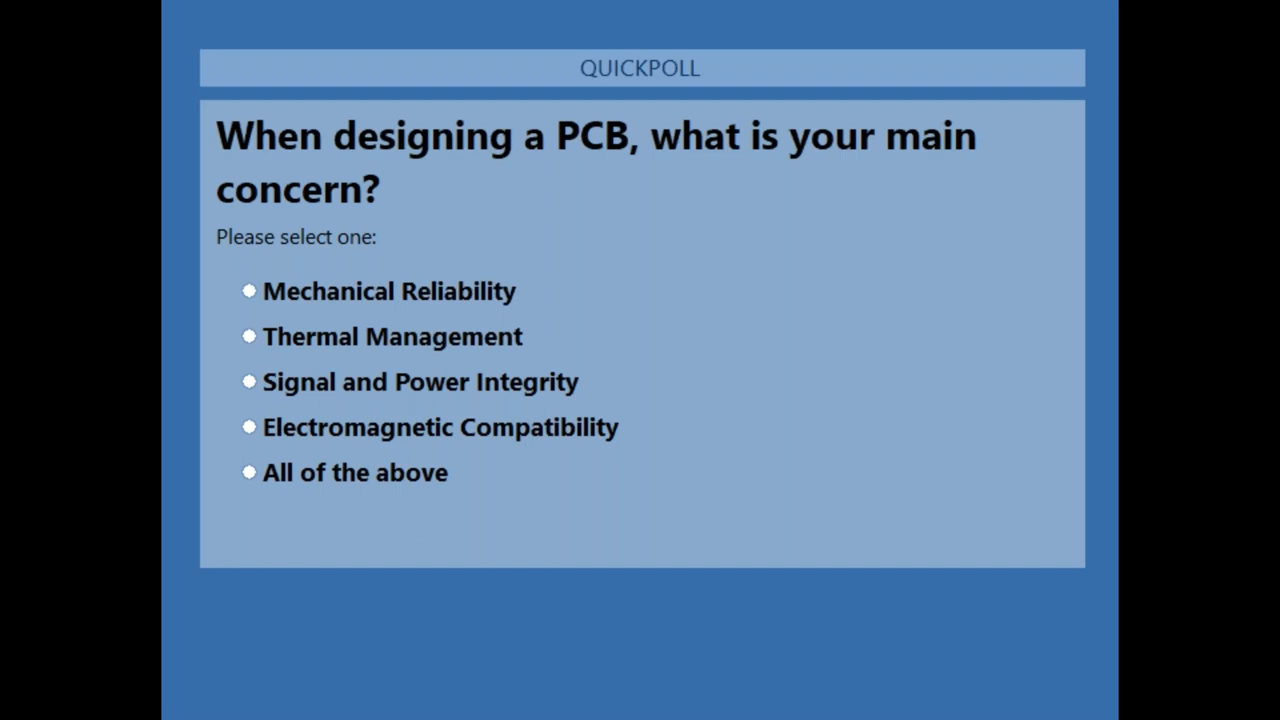 QUICKPOLL
When designing a PCB, what is your main
concern?
Please select one:
Mechanical Reliability
Thermal Management
Signal and Power Integrity
Electromagnetic Compatibility
All of the above